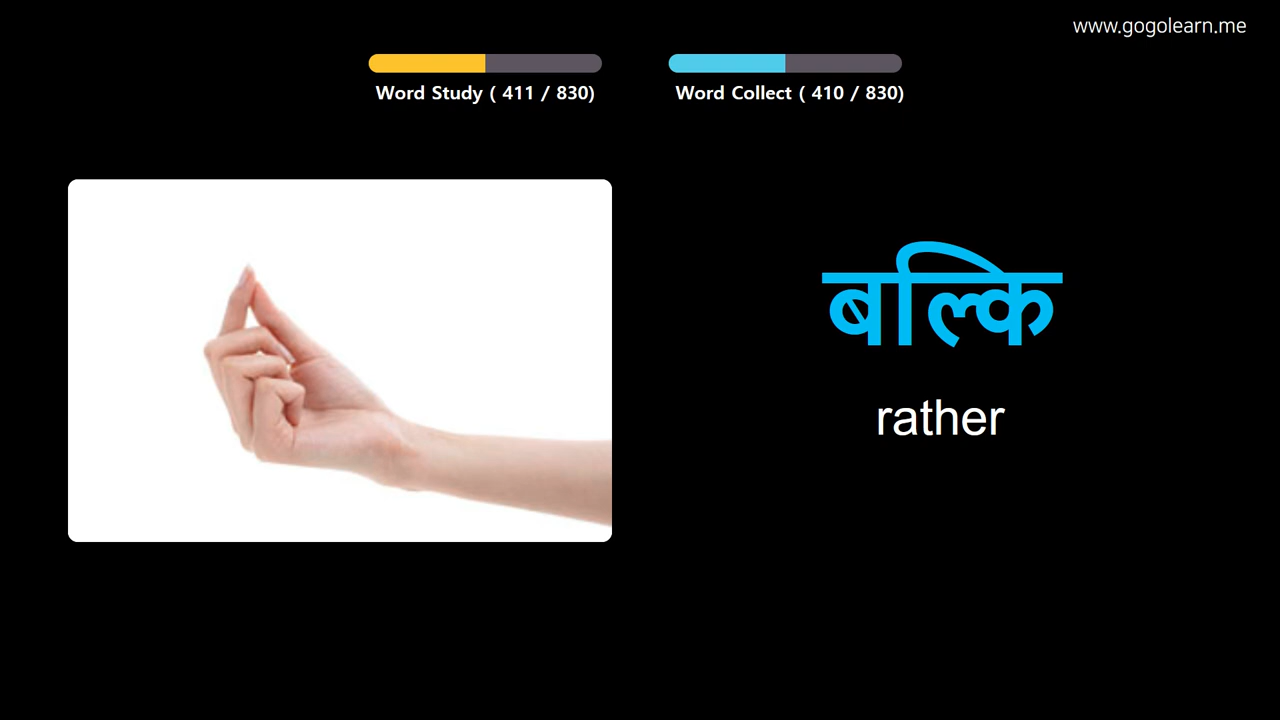 www.gogolearn.me
Word Study ( 411 / 830)
Word Collect ( 410 / 830)
बल्कि
rather